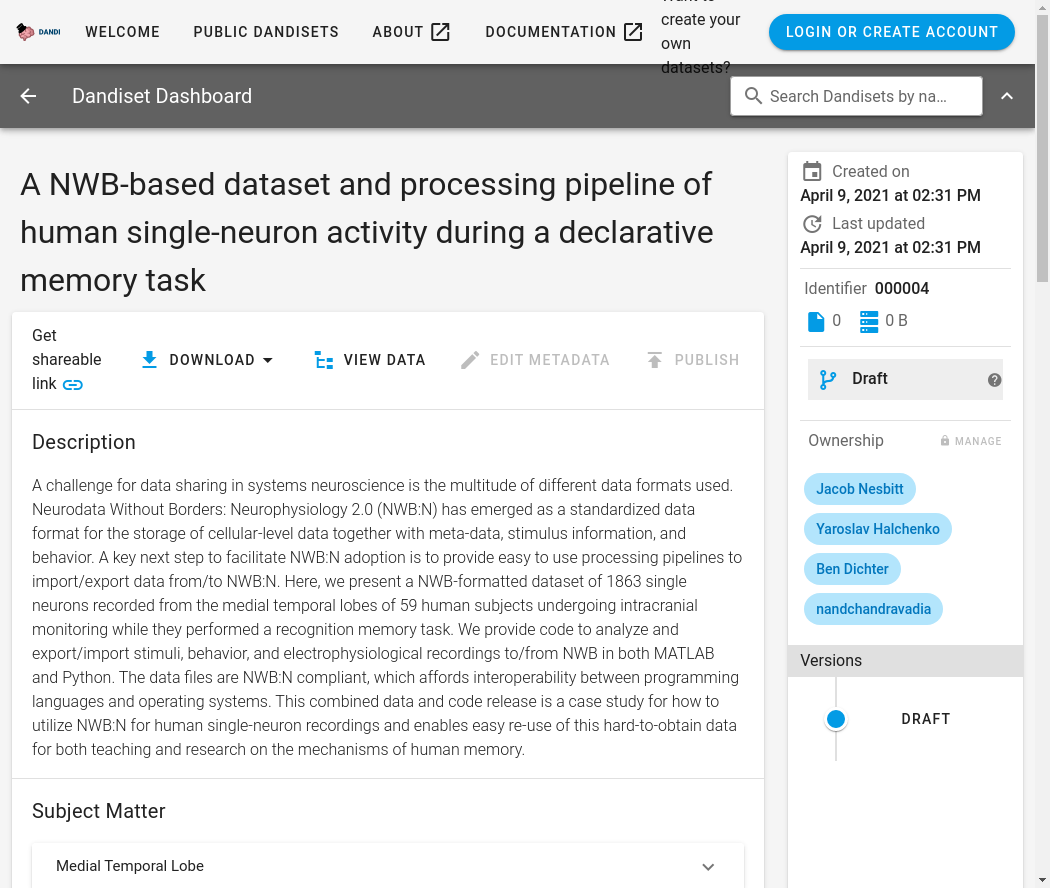 DANDI
WELCOME
PUBLIC DANDISETS
ABOUT
DOCUMENTATION
create your
own
datasets?
LOGIN OR CREATE ACCOUNT
Dandiset Dashboard
Search Dandisets by na…
A NWB-based dataset and processing pipeline of
human single-neuron activity during a declarative
memory task
Get
shareable
link
DOWNLOAD
VIEW DATA
EDIT METADATA
PUBLISH
Description
A challenge for data sharing in systems neuroscience is the multitude of different data formats used.
Neurodata Without Borders: Neurophysiology 2.0 (NWB:N) has emerged as a standardized data
format for the storage of cellular-level data together with meta-data, stimulus information, and
behavior. A key next step to facilitate NWB:N adoption is to provide easy to use processing pipelines to
import/export data from/to NWB:N. Here, we present a NWB-formatted dataset of 1863 single
neurons recorded from the medial temporal lobes of 59 human subjects undergoing intracranial
monitoring while they performed a recognition memory task. We provide code to analyze and
export/import stimuli, behavior, and electrophysiological recordings to/from NWB in both MATLAB
and Python. The data files are NWB:N compliant, which affords interoperability between programming
languages and operating systems. This combined data and code release is a case study for how to
utilize NWB:N for human single-neuron recordings and enables easy re-use of this hard-to-obtain data
for both teaching and research on the mechanisms of human memory.
Subject Matter
Medial Temporal Lobe
Created on
April 9, 2021 at 02:31 PM
Last updated
April 9, 2021 at 02:31 PM
Identifier 000004
0
0 B
Draft
Ownership
MANAGE
Jacob Nesbitt
Yaroslav Halchenko
Ben Dichter
nandchandravadia
Versions
DRAFT